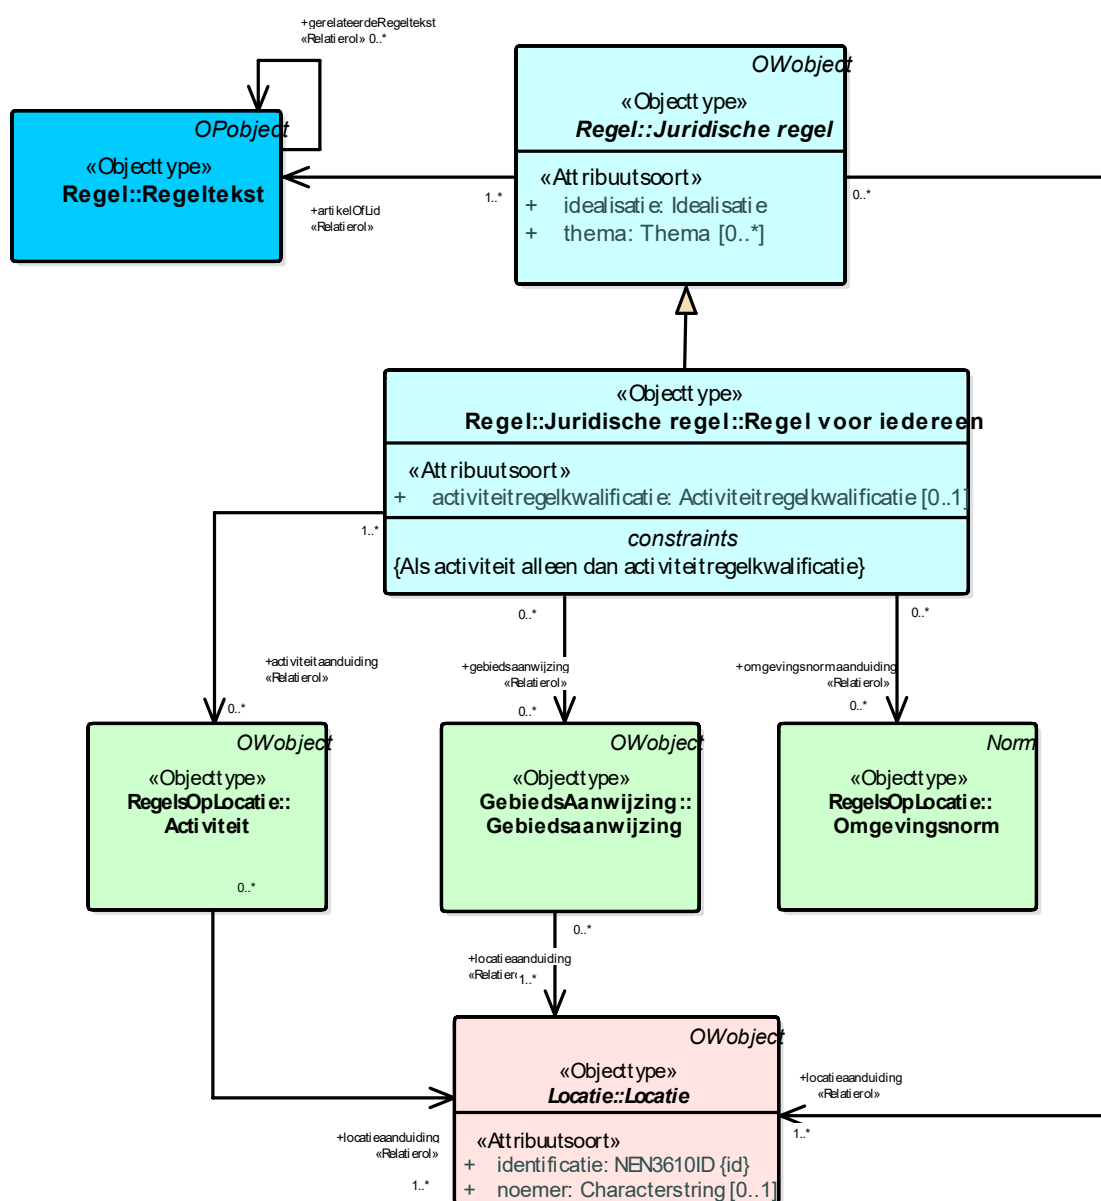 +gerelateerdeRegeltekst
«Relatierol» 0..*
OWobject
«Objecttype»
Regel::Juridische regel
«Attribuutsoort»
+ idealisatie: Idealisatie
+ thema: Thema [0..*]
OPobject
«Objecttype»
Regel::Regeltekst
1..*
+artikelOfLid
«Relatierol»
0..*
«Objecttype»
Regel::Juridische regel::Regel voor iedereen
«Attribuutsoort»
+ activiteitregelkwalificatie: Activiteitregelkwalificatie [0..1]
constraints
{Als activiteit alleen dan activiteitregelkwalificatie}
1..*
0..*
0..*
+activiteitaanduiding
«Relatierol»
0..*
+gebiedsaanwijzing
«Relatierol»
0..*
+omgevingsnormaanduiding
«Relatierol»
0..*
OWobject
«Objecttype»
RegelsOpLocatie::
Activiteit
0..*
OWobject
«Objecttype»
GebiedsAanwijzing::
Gebiedsaanwijzing
Norm
«Objecttype»
RegelsOpLocatie::
Omgevingsnorm
0..*
+locatieaanduiding
«Relatierol
1..*
OWobject
«Objecttype»
Locatie::Locatie
«Attribuutsoort»
+ identificatie: NEN3610ID {id}
+ noemer: Characterstring [0..1]
+locatieaanduiding
«Relatierol»
1..*
+locatieaanduiding
«Relatierol»
1..*